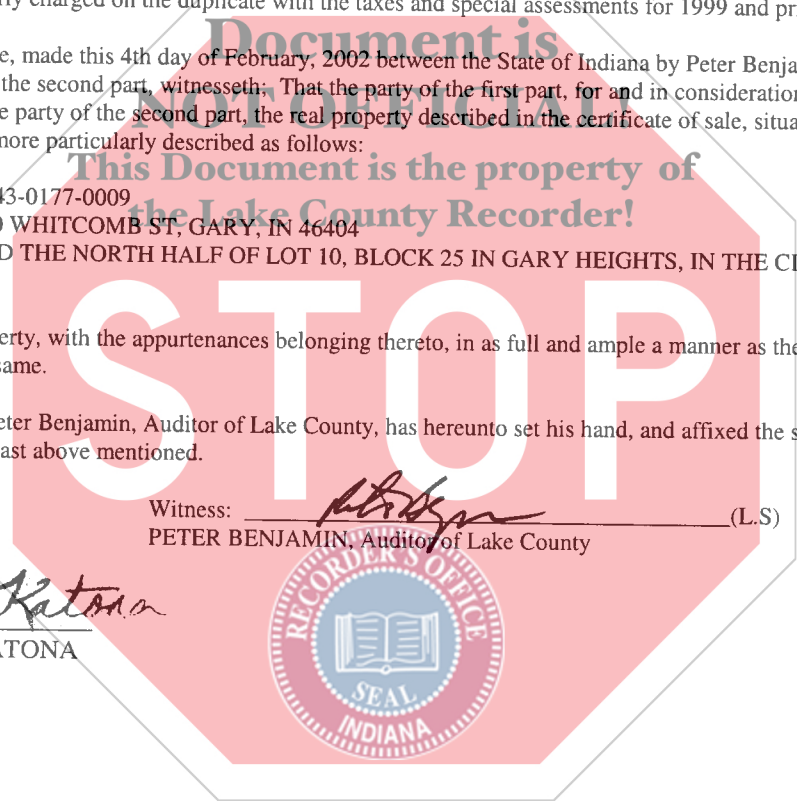 rly charged on the duplicate with the taxes and special assessments for 1999 and pri
Document is
e, made this 4th day of February, 2002 between the State of Indiana by Peter Benja
the second part, witnesseth; That the party of the first part, for and in consideration
NOT OFFICIAL!
e party of the second part, the real property described in the certificate of sale, situa
more particularly described as follows:
This Document is the property of
43-0177-0009
the Lake County Recorder!
0 WHITCOMB ST, GARY, IN 46404
D THE NORTH HALF OF LOT 10, BLOCK 25 IN GARY HEIGHTS, IN THE CI
STOP
erty, with the appurtenances belonging thereto, in as full and ample a manner as the
same.
eter Benjamin, Auditor of Lake County, has hereunto set his hand, and affixed the s
ast above mentioned.
Witness: (L.S)
PETER BENJAMIN, Auditor of Lake County
RECORDER'S OFFICE
Katona
ATONA
SEAL
INDIANA